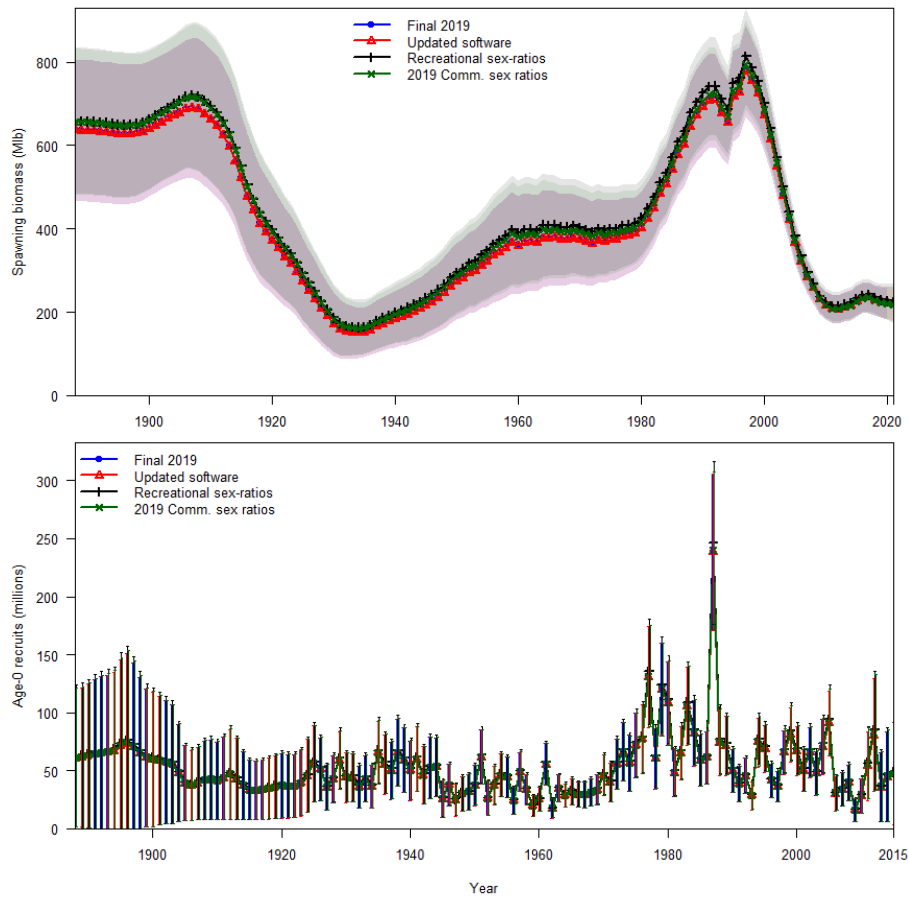 Final 2019
Updated software
Recreational sex-ratios
2019 Comm. sex ratios
Spawning biomass (Mlb)
800
600
400
200
0
1900 1920 1940 1960 1980 2000 2020
Final 2019
Updated software
Recreational sex-ratios
2019 Comm. sex ratios
Age-0 recruits (millions)
300
250
200
150
100
50
0
1900 1920 1940 1960 1980 2000 2015
Year